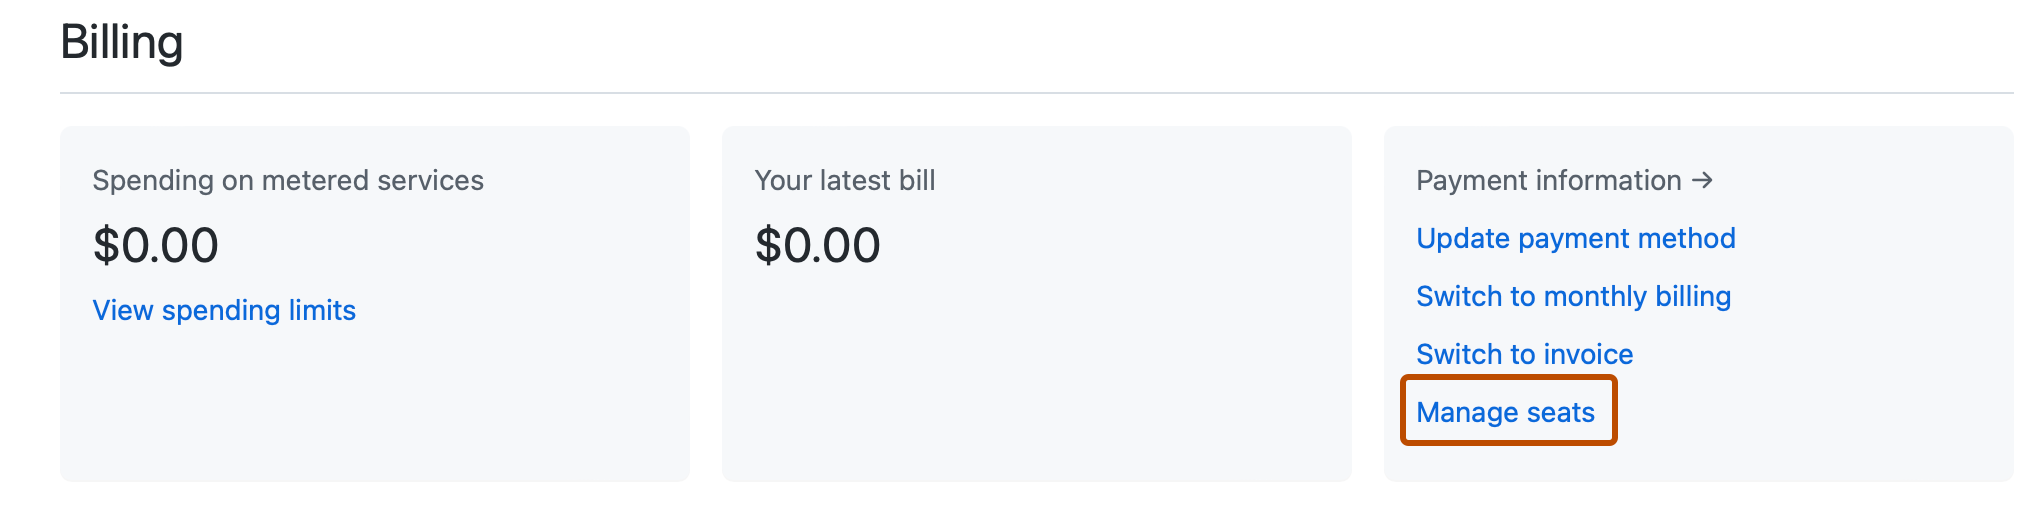 Billing
Spending on metered services
$0.00
View spending limits
Your latest bill
$0.00
Payment information →
Update payment method
Switch to monthly billing
Switch to invoice
Manage seats